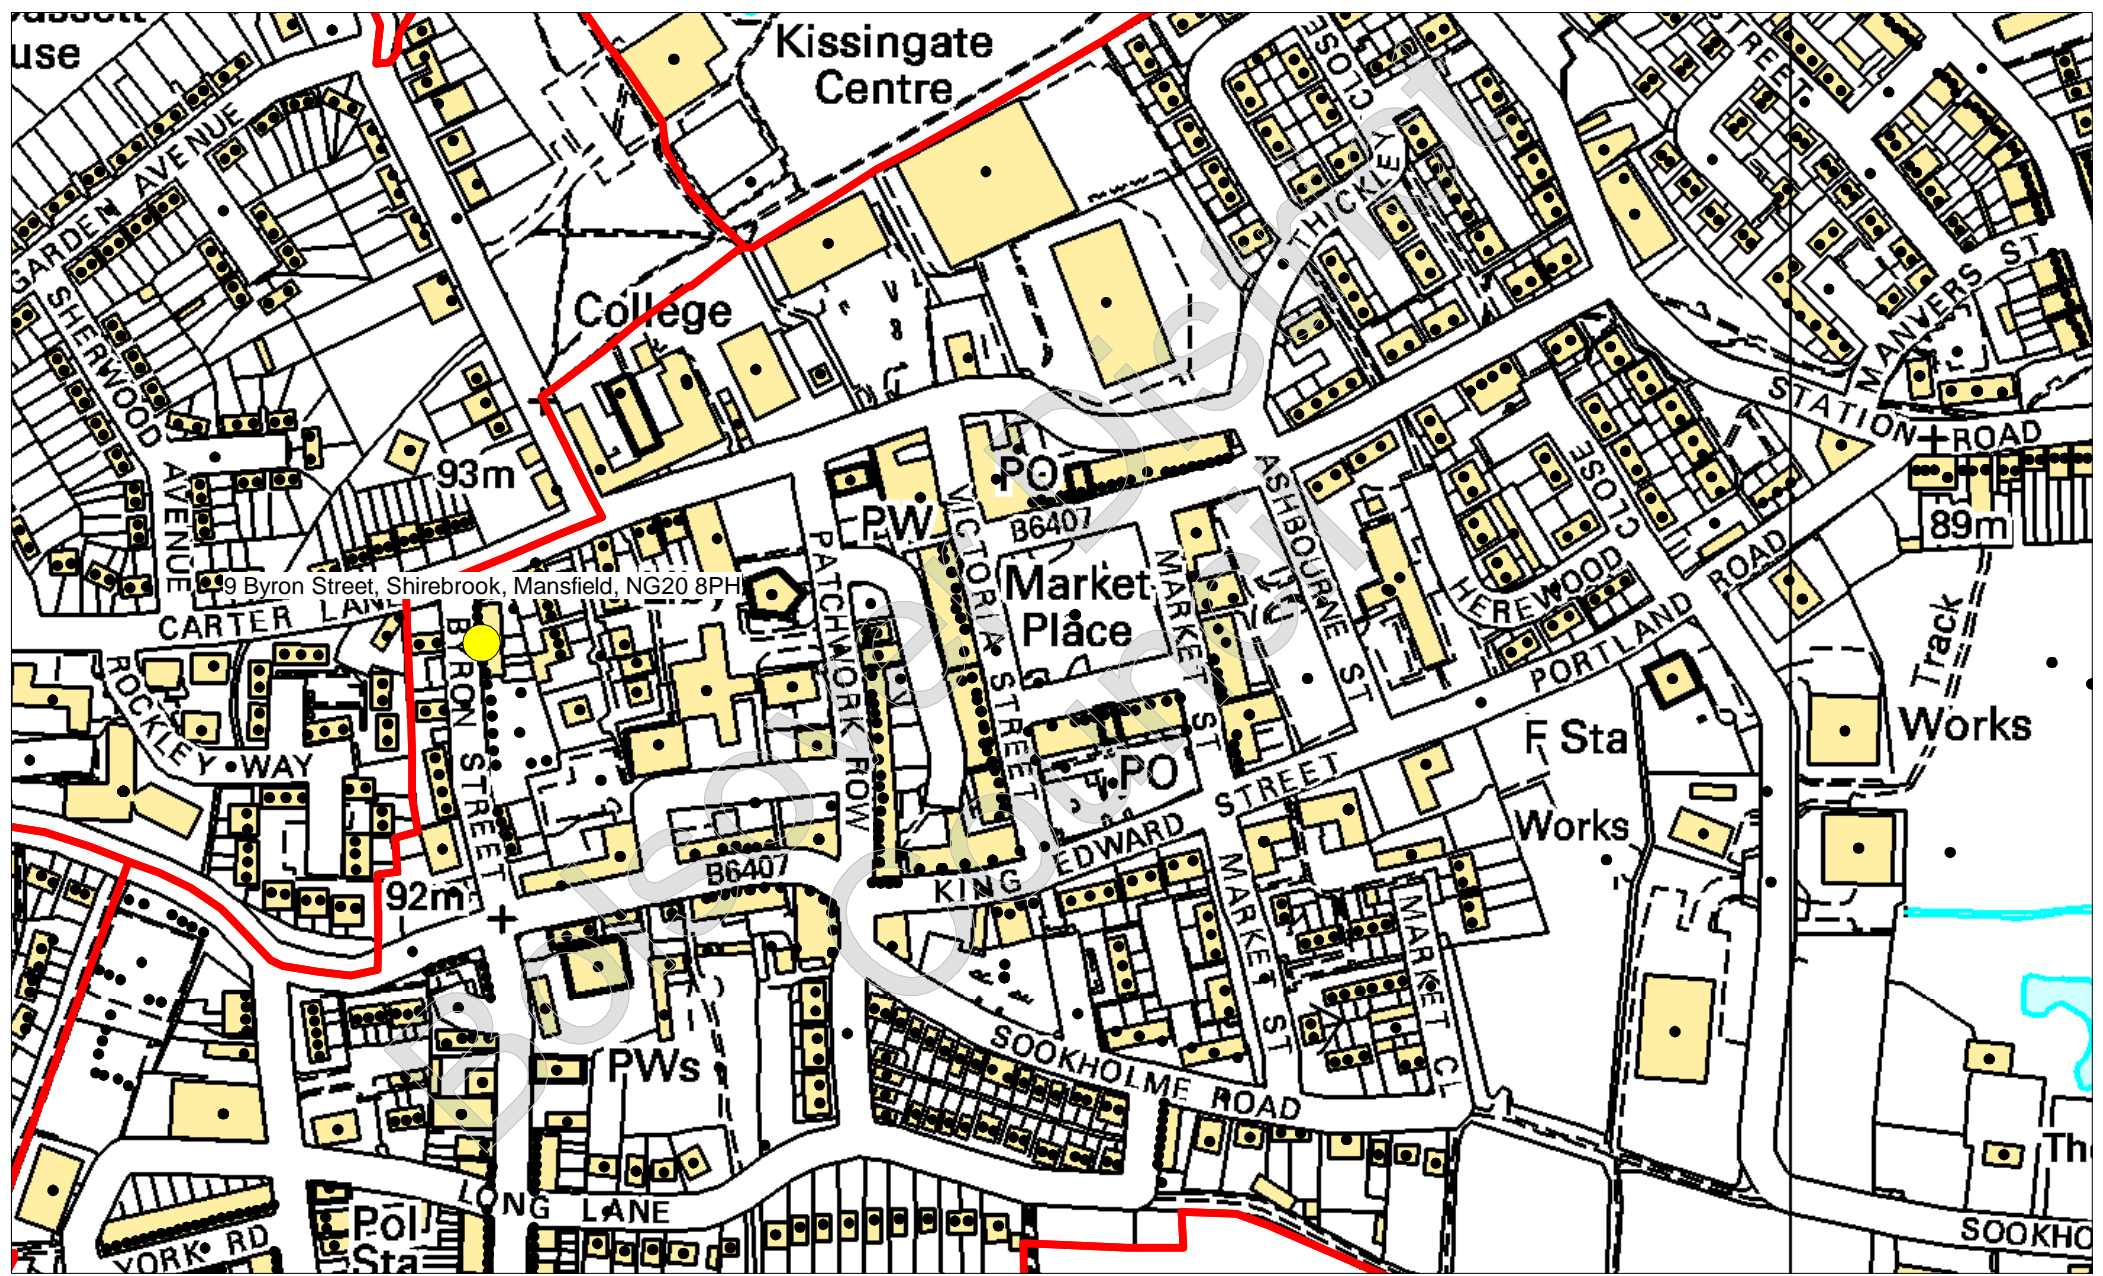 use
Kissingate
Centre
CLOSE
STREET
THICKLEY
GARDEN AVENUE
SHERWOOD
AVENUE
College
MANVERS ST
STATION ROAD
93m
PO
PW
B6407
VICTORIA STREET
ASHBOURNE ST
CLOSE
HEREWOOD
89m
9 Byron Street, Shirebrook, Mansfield, NG20 8PH
CARTER LANE
PATCHWORK ROW
Market
Place
MARKET ST
PORTLAND ROAD
Track
BYRON STREET
ROCKLEY WAY
F Sta
Works
PO
STREET
Works
KING EDWARD
B6407
92m
MARKET ST
MARKET CL
Bolsover District
Council
PWs
SOOKHOLME ROAD
LONG LANE
Pol
Sta
YORK RD
SOOKHO